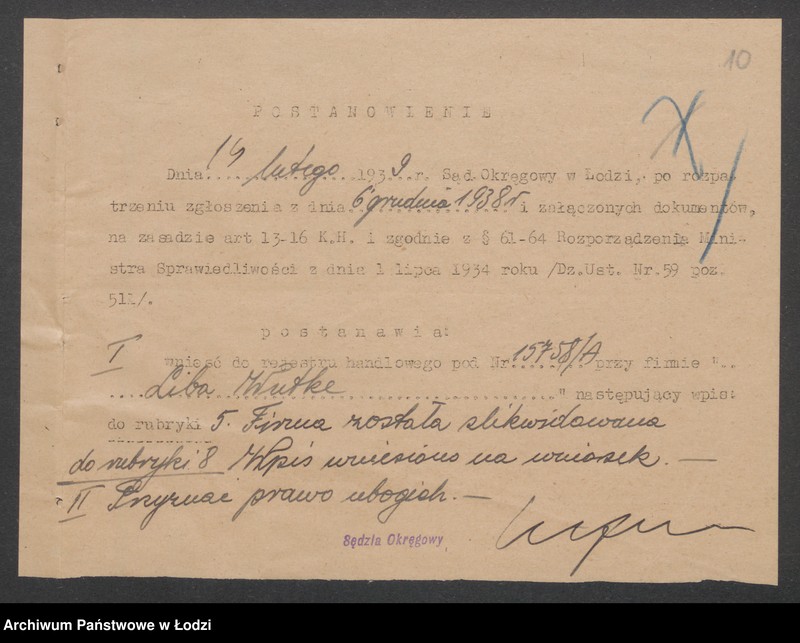 10
POSTANOWIENIE
Dnia 14 lutego 1939 r. Sąd Okręgowy w Łodzi, po rozpa-
trzeniu zgłoszenia z dnia 6 grudnia 1938 r i załączonych dokumentów,
na zasadzie art 13-16 K.H. i zgodnie z § 61-64 Rozporządzenia Mini-
stra Sprawiedliwości z dnia 1 lipca 1934 roku /Dz.Ust. Nr.59 poz.
511/.
postanawia:
I wnieść do rejestru handlowego pod Nr 15758/A przy firmie "..
Liba Wutke " następujący wpis:
do rubryki 5. Firma została zlikwidowana
do rubryki 8 Wpis wniesiono na wniosek. —
II Przyznać prawo ubogich. —
Sędzia Okręgowy
Archiwum Państwowe w Łodzi